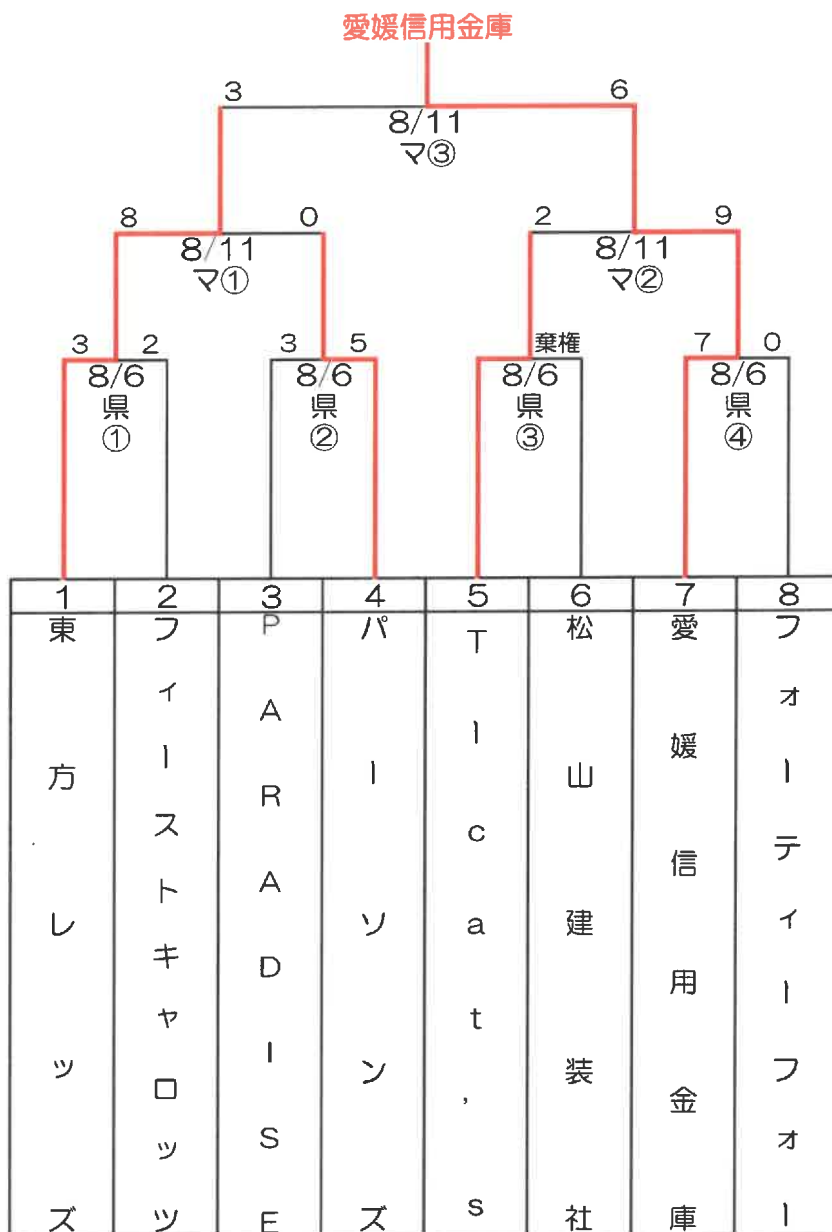 愛媛信用金庫
3 6
8/11
マ③
8 0 2 9
8/11 8/11
マ① マ②
3 2 3 5 棄権 7 0
8/6 8/6 8/6 8/6
県 県 県 県
① ② ③ ④
1 2 3 4 5 6 7 8
東方レッズ
フィーストキャロッツ
PARADISE
パーソンズ
TIcat's
松山建装社
愛媛信用金庫
フォーティーフォー